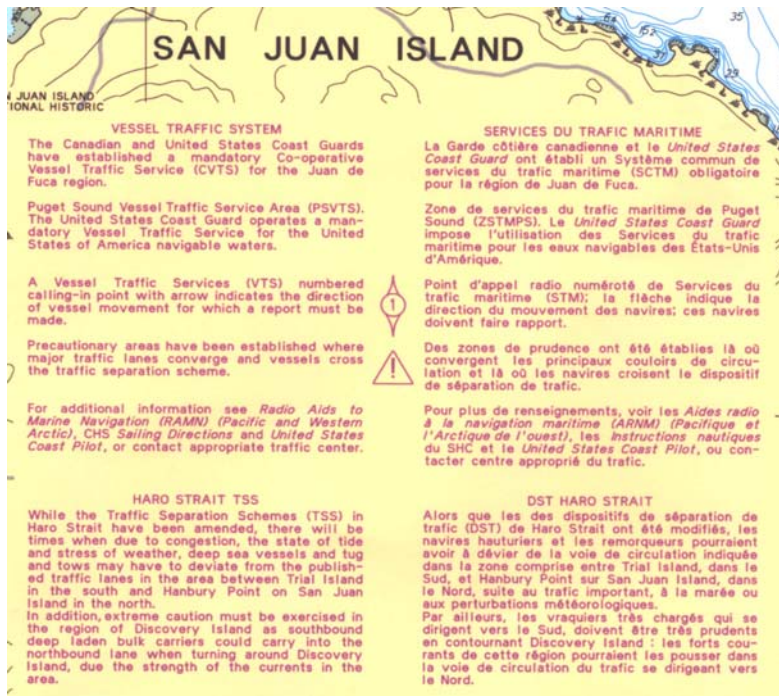 SAN JUAN ISLAND
N JUAN ISLAND
IONAL HISTORIC
35
64
152
31
29
VESSEL TRAFFIC SYSTEM
The Canadian and United States Coast Guards
have established a mandatory Co-operative
Vessel Traffic Service (CVTS) for the Juan de
Fuca region.
Puget Sound Vessel Traffic Service Area (PSVTS).
The United States Coast Guard operates a man-
datory Vessel Traffic Service for the United
States of America navigable waters.
A Vessel Traffic Services (VTS) numbered
calling-in point with arrow indicates the direction
of vessel movement for which a report must be
made.
Precautionary areas have been established where
major traffic lanes converge and vessels cross
the traffic separation scheme.
For additional information see Radio Aids to
Marine Navigation (RAMN) (Pacific and Western
Arctic), CHS Sailing Directions and United States
Coast Pilot, or contact appropriate traffic center.
HARO STRAIT TSS
While the Traffic Separation Schemes (TSS) in
Haro Strait have been amended, there will be
times when due to congestion, the state of tide
and stress of weather, deep sea vessels and tug
and tows may have to deviate from the publish-
ed traffic lanes in the area between Trial Island
in the south and Hanbury Point on San Juan
Island in the north.
In addition, extreme caution must be exercised in
the region of Discovery Island as southbound
deep laden bulk carriers could carry into the
northbound lane when turning around Discovery
Island, due the strength of the currents in the
area.
1
!
SERVICES DU TRAFIC MARITIME
La Garde côtière canadienne et le United States
Coast Guard ont établi un Système commun de
services du trafic maritime (SCTM) obligatoire
pour la région de Juan de Fuca.
Zone de services du trafic maritime de Puget
Sound (ZSTMPS). Le United States Coast Guard
impose l'utilisation des Services du trafic
maritime pour les eaux navigables des États-Unis
d'Amérique.
Point d'appel radio numéroté de Services du
trafic maritime (STM); la flèche indique la
direction du mouvement des navires; ces navires
doivent faire rapport.
Des zones de prudence ont été établies là où
convergent les principaux couloirs de circu-
lation et là où les navires croisent le dispositif
de séparation de trafic.
Pour plus de renseignements, voir les Aides radio
à la navigation maritime (ARNM) (Pacifique et
l'Arctique de l'ouest), les Instructions nautiques
du SHC et le United States Coast Pilot, ou con-
tacter centre approprié du trafic.
DST HARO STRAIT
Alors que les des dispositifs de séparation de
trafic (DST) de Haro Strait ont été modifiés, les
navires hauturiers et les remorqueurs pourraient
avoir à dévier de la voie de circulation indiquée
dans la zone comprise entre Trial Island, dans le
Sud, et Hanbury Point sur San Juan Island, dans
le Nord, suite au trafic important, à la marée ou
aux perturbations météorologiques.
Par ailleurs, les vraquiers très chargés qui se
dirigent vers le Sud, doivent être très prudents
en contournant Discovery Island : les forts cou-
rants de cette région pourraient les pousser dans
la voie de circulation du trafic se dirigeant vers
le Nord.